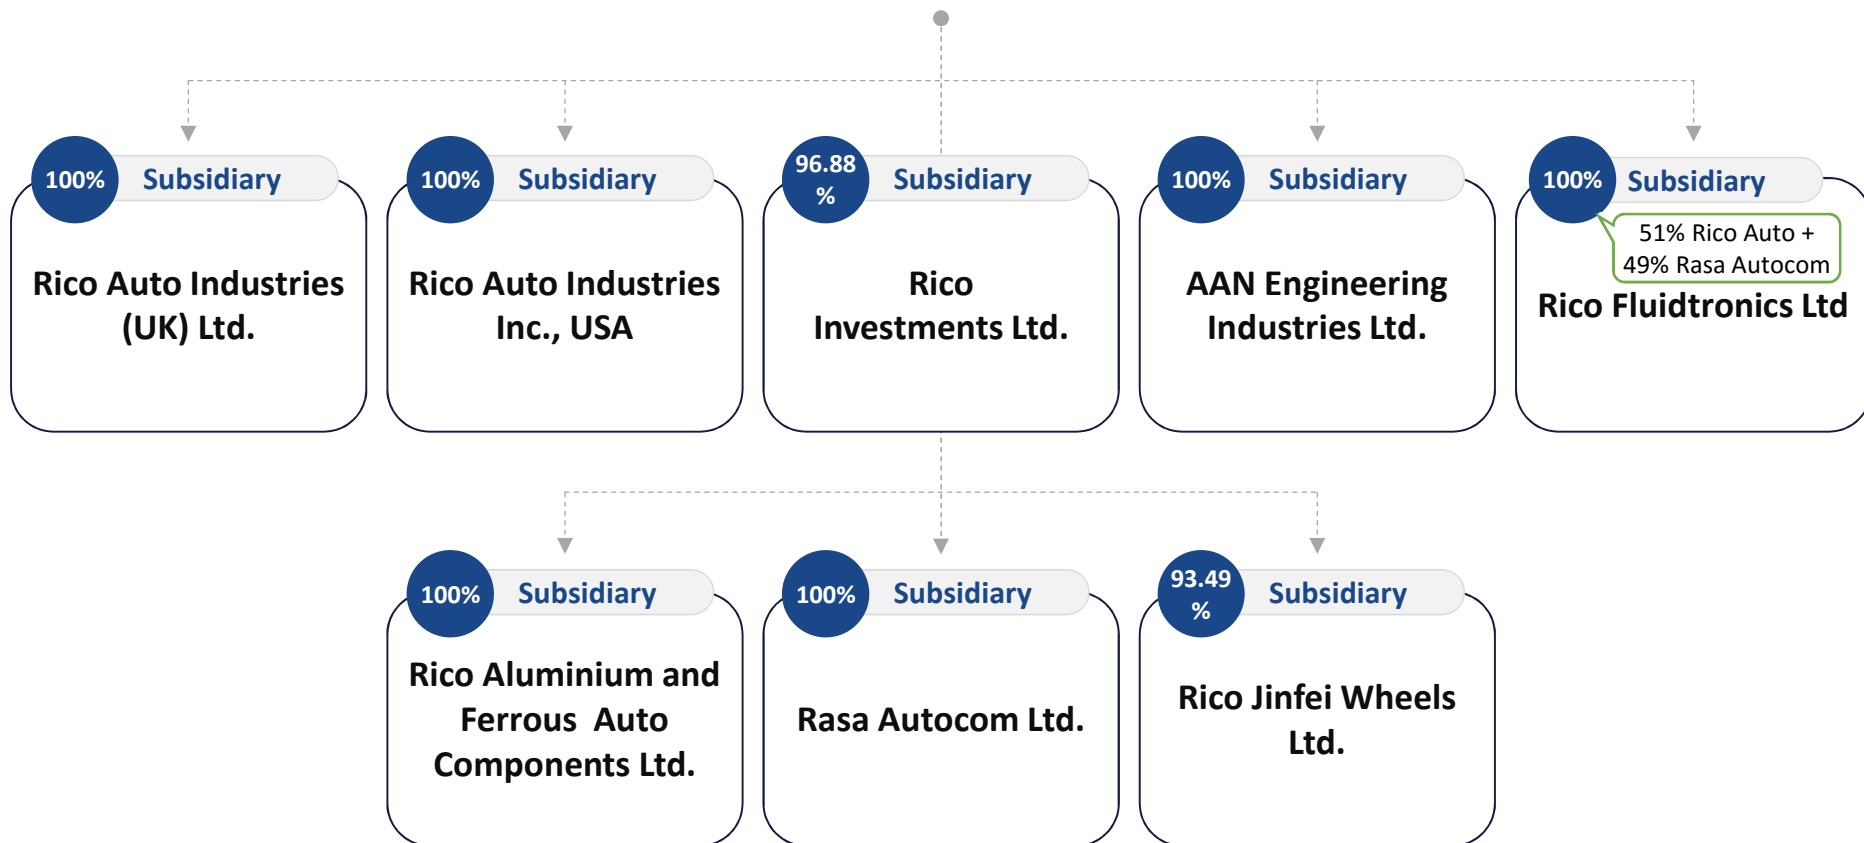 100% Subsidiary
Rico Auto Industries
(UK) Ltd.
100% Subsidiary
Rico Auto Industries
Inc., USA
96.88
%
Subsidiary
Rico
Investments Ltd.
100% Subsidiary
AAN Engineering
Industries Ltd.
100% Subsidiary
51% Rico Auto +
49% Rasa Autocom
Rico Fluidtronics Ltd
100% Subsidiary
Rico Aluminium and
Ferrous Auto
Components Ltd.
100% Subsidiary
Rasa Autocom Ltd.
93.49
%
Subsidiary
Rico Jinfei Wheels
Ltd.